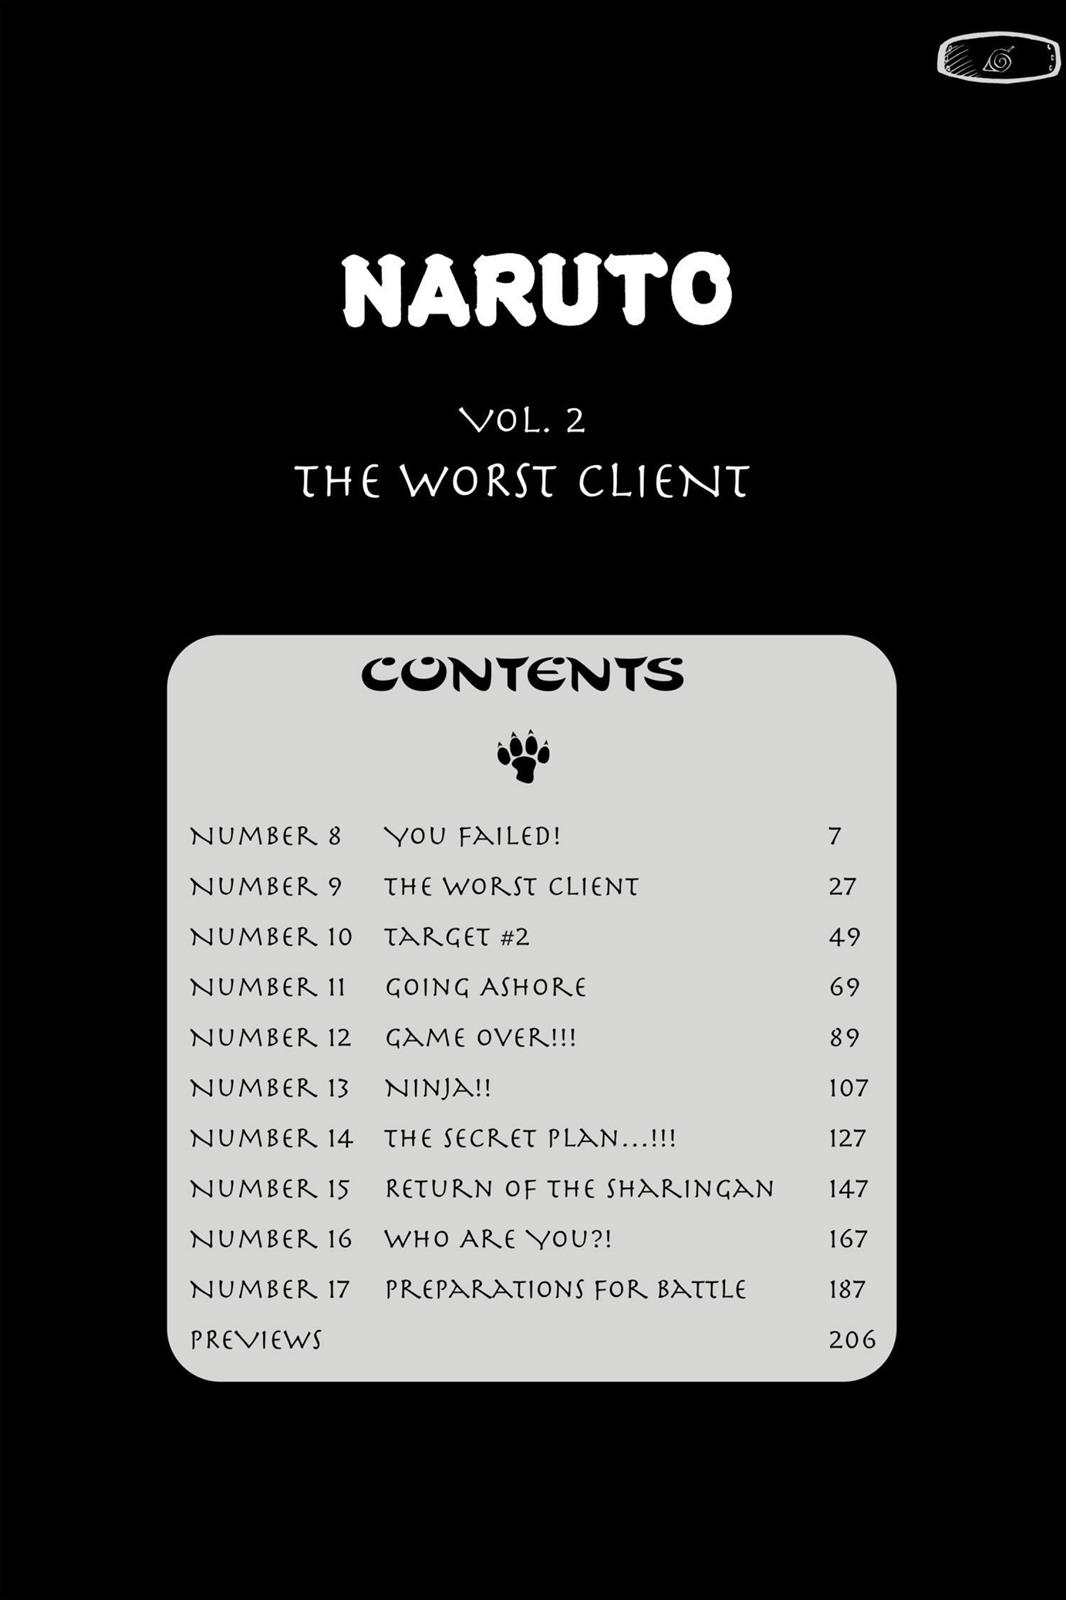 NARUTO
VOL. 2
THE WORST CLIENT
CONTENTS
NUMBER 8 YOU FAILED! 7
NUMBER 9 THE WORST CLIENT 27
NUMBER 10 TARGET #2 49
NUMBER 11 GOING ASHORE 69
NUMBER 12 GAME OVER!!! 89
NUMBER 13 NINJA!! 107
NUMBER 14 THE SECRET PLAN...!!! 127
NUMBER 15 RETURN OF THE SHARINGAN 147
NUMBER 16 WHO ARE YOU?! 167
NUMBER 17 PREPARATIONS FOR BATTLE 187
PREVIEWS 206